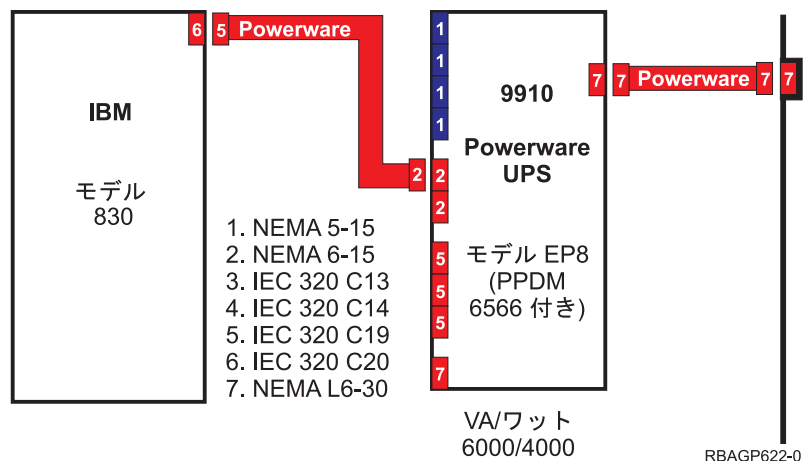 6
5 Powerware
IBM
モデル
830
2
1. NEMA 5-15
2. NEMA 6-15
3. IEC 320 C13
4. IEC 320 C14
5. IEC 320 C19
6. IEC 320 C20
7. NEMA L6-30
1
1
1
1
2
2
5
5
5
7
9910
Powerware
UPS
モデル EP8
(PPDM
6566 付き)
7
7 Powerware 7
7
VA/ワット
6000/4000
RBAGP622-0